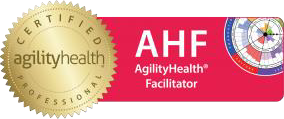 CERTIFIED
agilityhealth
PROFESSIONAL
AHF
AgilityHealth®
Facilitator